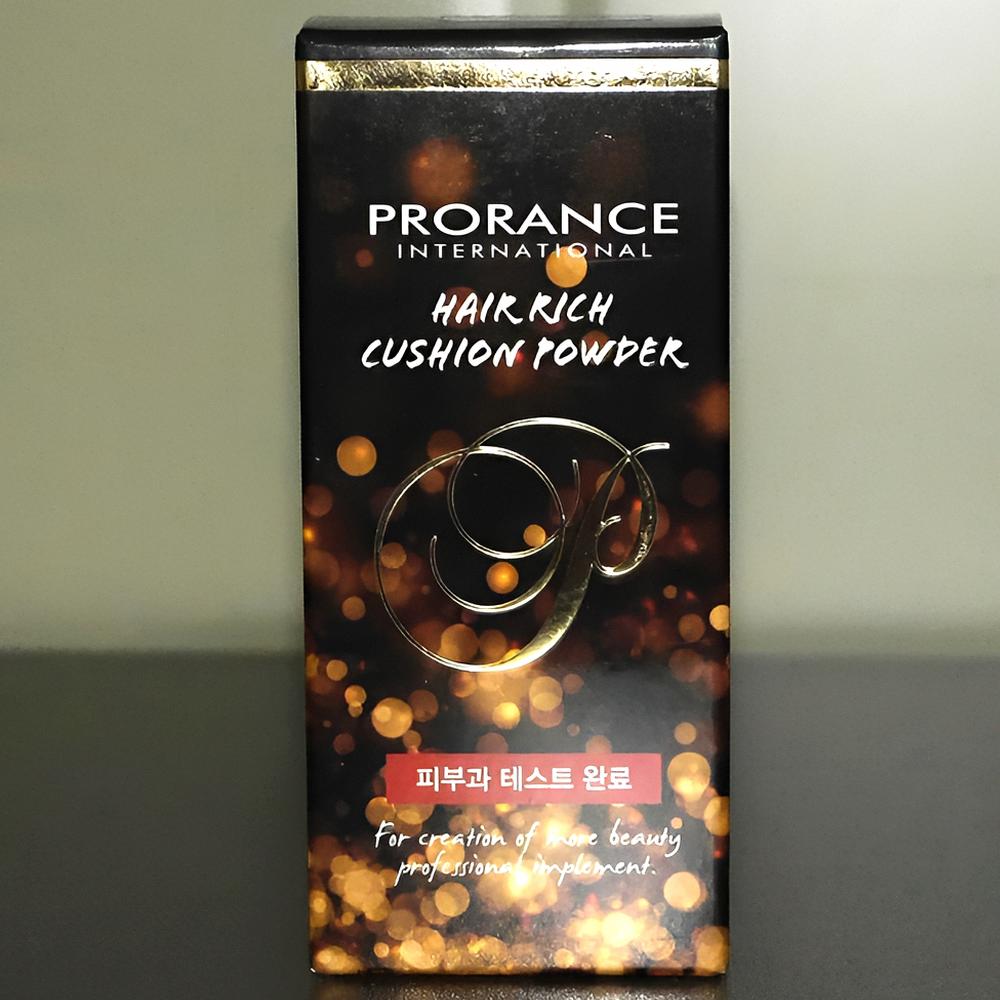 PRORANCE
INTERNATIONAL
HAIR RICH
CUSHION POWDER
P
피부과 테스트 완료
For creation of more beauty
professional implement.